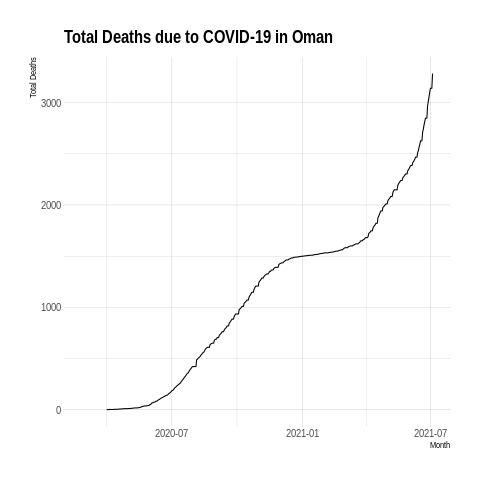 Total Deaths due to COVID-19 in Oman
Total Deaths
3000
2000
1000
0
2020-07 2021-01 2021-07
Month